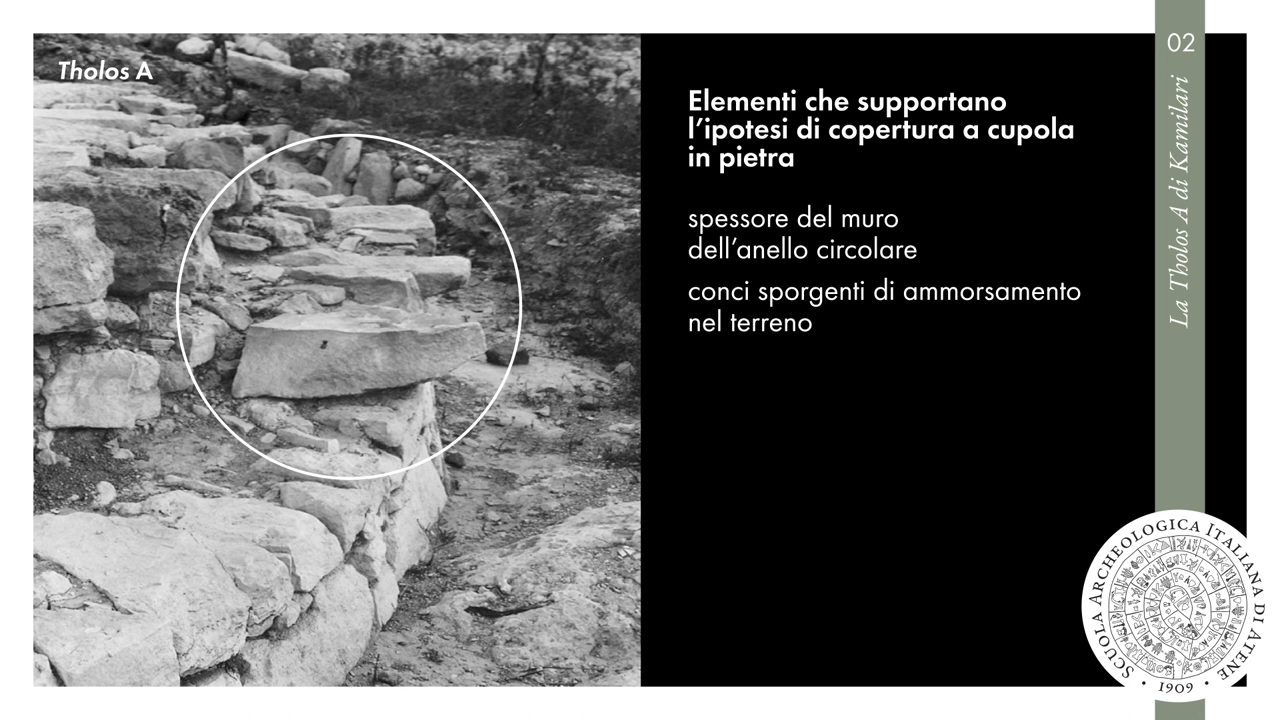 Tholos A
Elementi che supportano
l’ipotesi di copertura a cupola
in pietra
spessore del muro
dell’anello circolare
conci sporgenti di ammorsamento
nel terreno
02
La Tholos A di Kamilari
SCUOLA ARCHEOLOGICA ITALIANA DI ATENE
• 1909 •